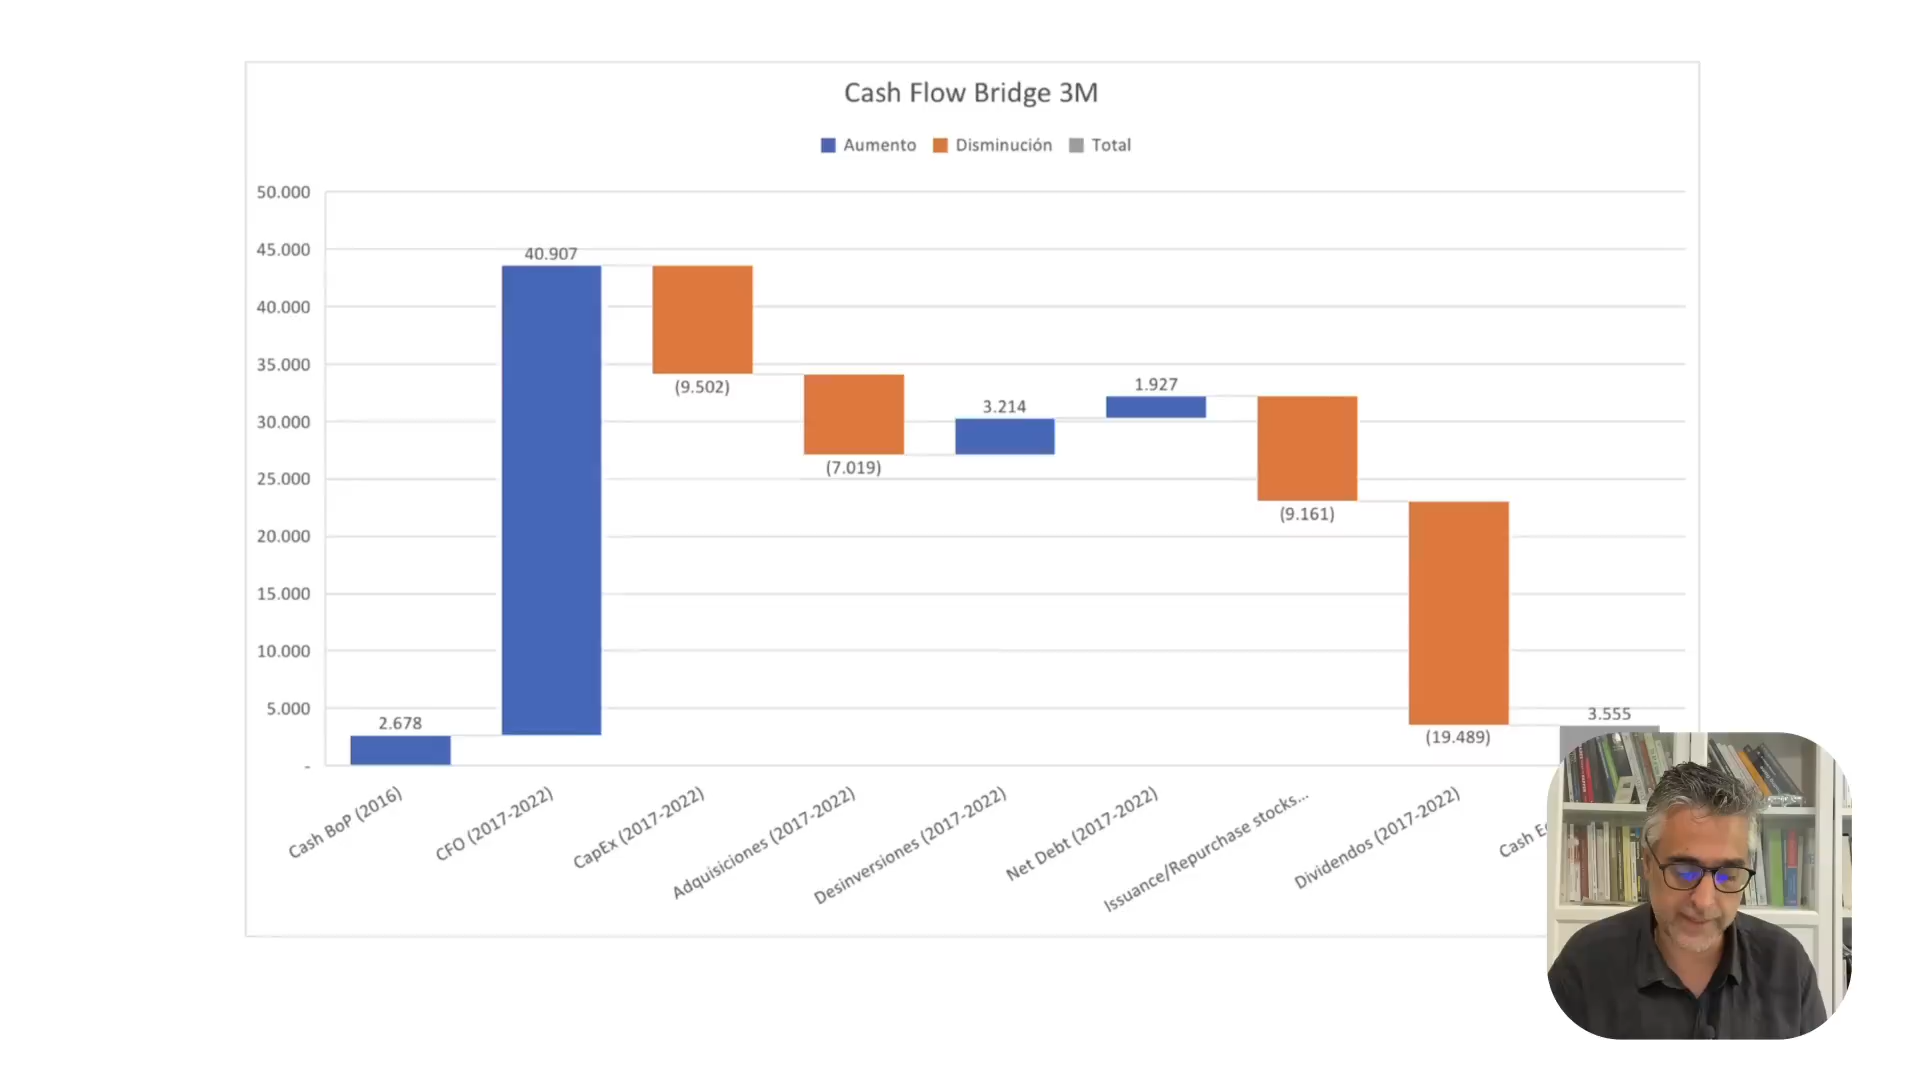 Cash Flow Bridge 3M
Aumento Disminución Total
50.000
45.000
40.000
35.000
30.000
25.000
20.000
15.000
10.000
5.000
-
2.678
40.907
(9.502)
(7.019)
3.214
1.927
(9.161)
(19.489)
3.555
Cash BoP (2016)
CFO (2017-2022)
CapEx (2017-2022)
Adquisiciones (2017-2022)
Desinversiones (2017-2022)
Net Debt (2017-2022)
Issuance/Repurchase stocks...
Dividendos (2017-2022)
Cash